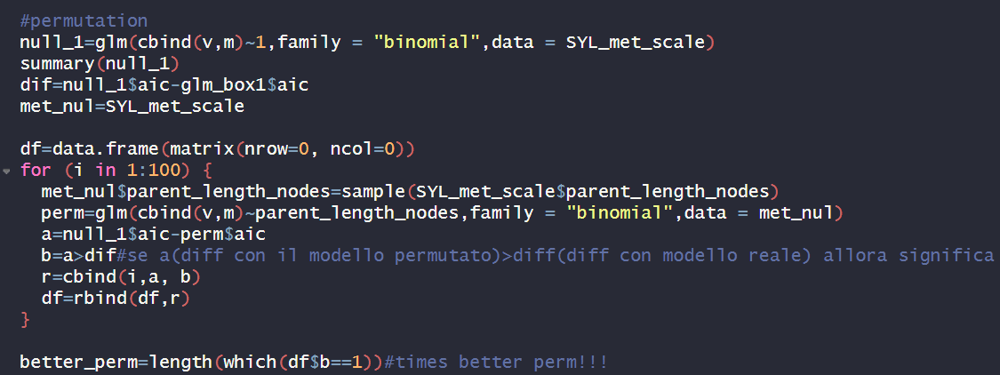 #permutation
null_1=glm(cbind(v,m)~1,family = "binomial",data = SYL_met_scale)
summary(null_1)
dif=null_1$aic-glm_box1$aic
met_nul=SYL_met_scale
df=data.frame(matrix(nrow=0, ncol=0))
for (i in 1:100) {
met_nul$parent_length_nodes=sample(SYL_met_scale$parent_length_nodes)
perm=glm(cbind(v,m)~parent_length_nodes,family = "binomial",data = met_nul)
a=null_1$aic-perm$aic
b=a>dif#se a(diff con il modello permutato)>diff(diff con modello reale) allora significa
r=cbind(i,a, b)
df=rbind(df,r)
}
better_perm=length(which(df$b==1))#times better perm!!!